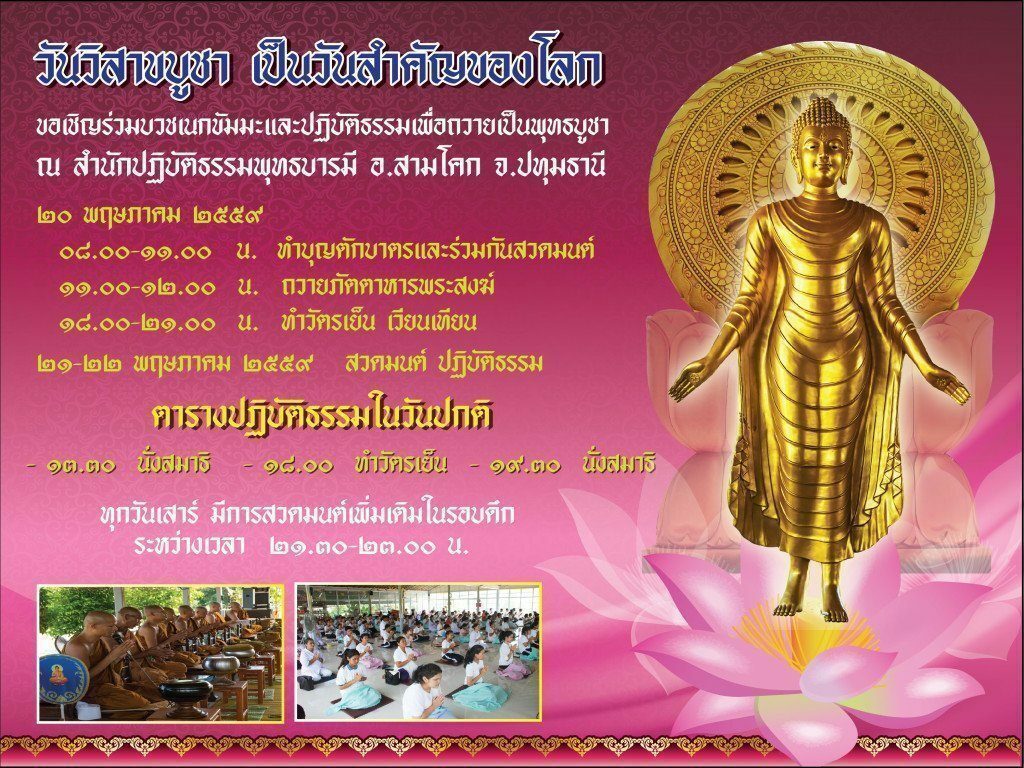 วันวิสาขบูชา เป็นวันสำคัญของโลก
ขอเชิญร่วมบวชเนกขัมมะและปฏิบัติธรรมเพื่อถวายเป็นพุทธบูชา
ณ สำนักปฏิบัติธรรมพุทธบารมี อ.สามโคก จ.ปทุมธานี
๒๐ พฤษภาคม ๒๕๕๙
๐๘.๐๐-๑๑.๐๐ น. ทำบุญตักบาตรและร่วมกันสวดมนต์
๑๑.๐๐-๑๒.๐๐ น. ถวายภัตตาหารพระสงฆ์
๑๘.๐๐-๒๑.๐๐ น. ทำวัตรเย็น เวียนเทียน
๒๑-๒๒ พฤษภาคม ๒๕๕๙ สวดมนต์ ปฏิบัติธรรม
ตารางปฏิบัติธรรมในวันปกติ
- ๑๓.๓๐ นั่งสมาธิ - ๑๘.๐๐ ทำวัตรเย็น - ๑๙.๓๐ นั่งสมาธิ
ทุกวันเสาร์ มีการสวดมนต์เพิ่มเติมในรอบดึก
ระหว่างเวลา ๒๑.๓๐-๒๓.๐๐ น.